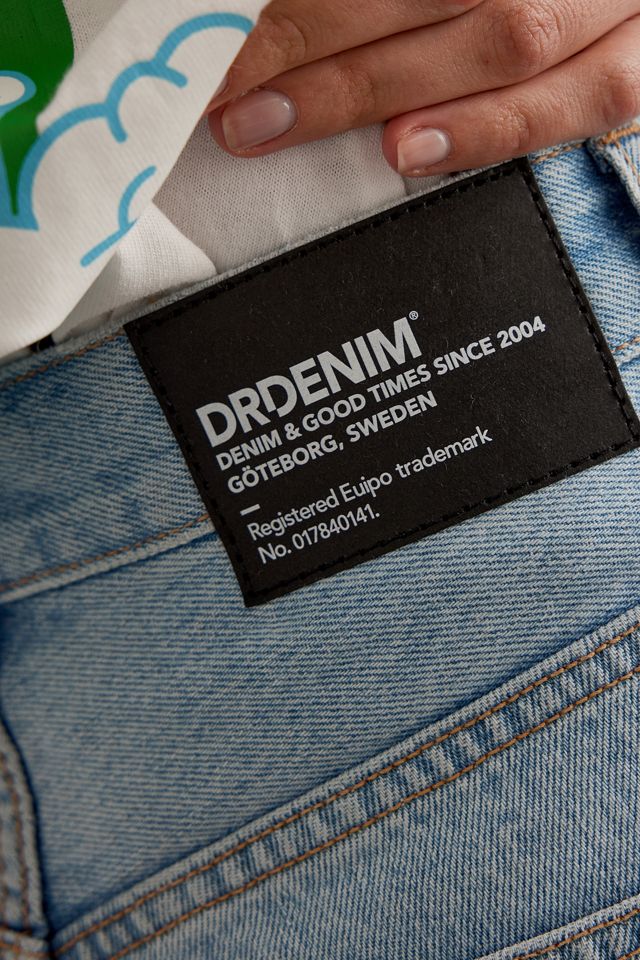 DRDENIM®
DENIM & GOOD TIMES SINCE 2004
GÖTEBORG, SWEDEN
—
Registered Euipo trademark
No. 017840141.